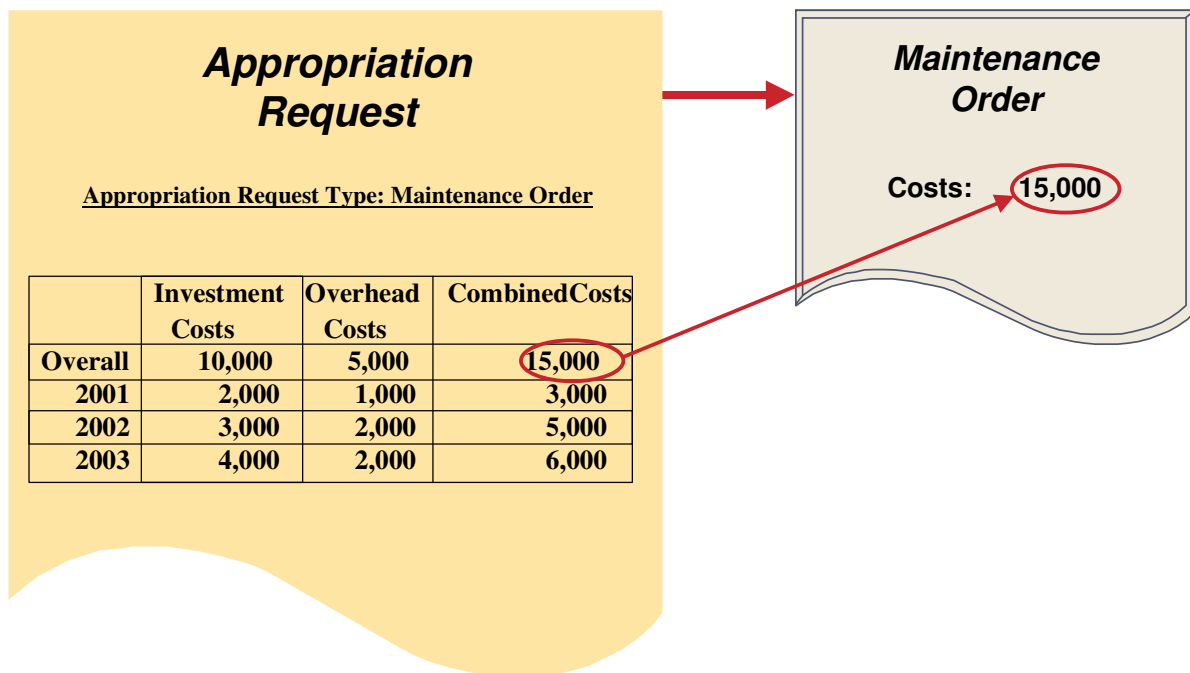 Appropriation
Request
Appropriation Request Type: Maintenance Order
Investment Overhead CombinedCosts
Costs Costs
Overall 10,000 5,000 15,000
2001 2,000 1,000 3,000
2002 3,000 2,000 5,000
2003 4,000 2,000 6,000
Maintenance
Order
Costs: 15,000